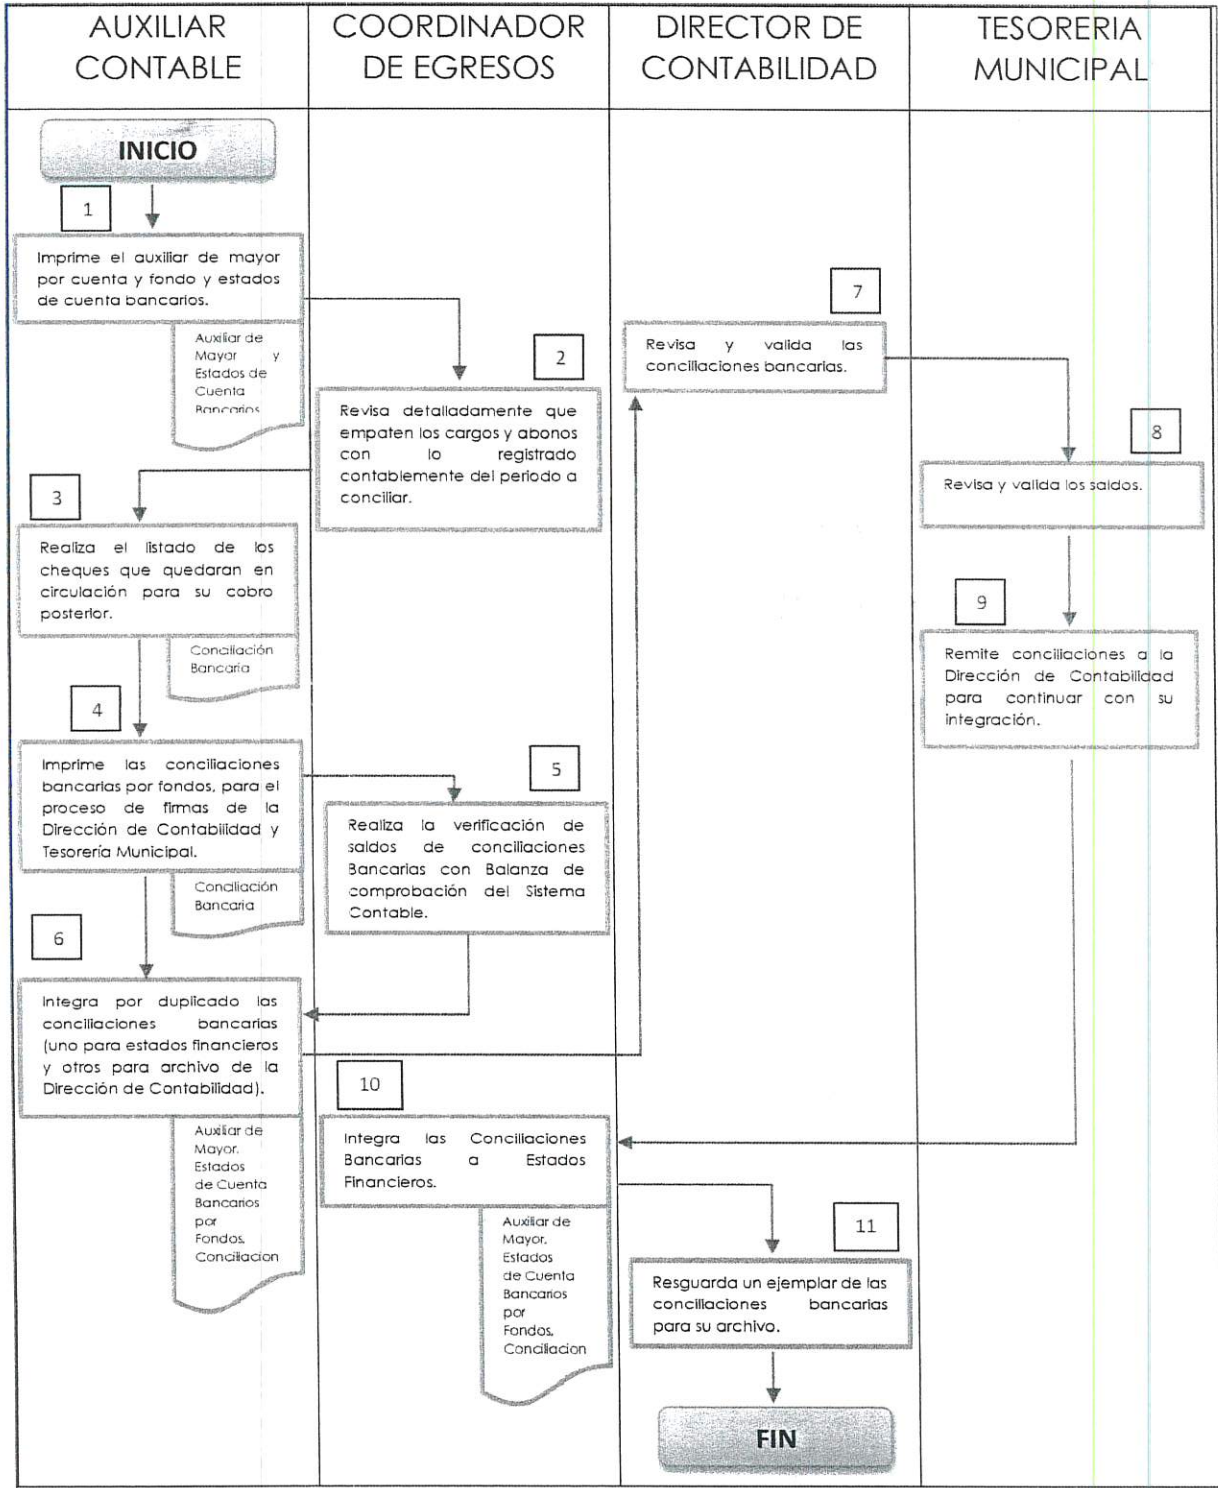 AUXILIAR
CONTABLE
COORDINADOR
DE EGRESOS
DIRECTOR DE
CONTABILIDAD
TESORERIA
MUNICIPAL
INICIO
1
Imprime el auxiliar de mayor
por cuenta y fondo y estados
de cuenta bancarios.
Auxiliar de
Mayor y
Estados de
Cuenta
Bancarios
2
Revisa detalladamente que
empaten los cargos y abonos
con lo registrado
contablemente del periodo a
conciliar.
3
Realiza el listado de los
cheques que quedaran en
circulación para su cobro
posterior.
Conciliación
Bancaria
4
Imprime las conciliaciones
bancarias por fondos, para el
proceso de firmas de la
Dirección de Contabilidad y
Tesorería Municipal.
Conciliación
Bancaria
5
Realiza la verificación de
saldos de conciliaciones
Bancarias con Balanza de
comprobación del Sistema
Contable.
6
Integra por duplicado las
conciliaciones bancarias
(uno para estados financieros
y otros para archivo de la
Dirección de Contabilidad).
Auxiliar de
Mayor.
Estados
de Cuenta
Bancarios
por
Fondos,
Conciliacion
7
Revisa y valida las
conciliaciones bancarias.
8
Revisa y valida los saldos.
9
Remite conciliaciones a la
Dirección de Contabilidad
para continuar con su
integración.
10
Integra las Conciliaciones
Bancarias a Estados
Financieros.
Auxiliar de
Mayor.
Estados
de Cuenta
Bancarios
por
Fondos,
Conciliacion
11
Resguarda un ejemplar de las
conciliaciones bancarias
para su archivo.
FIN